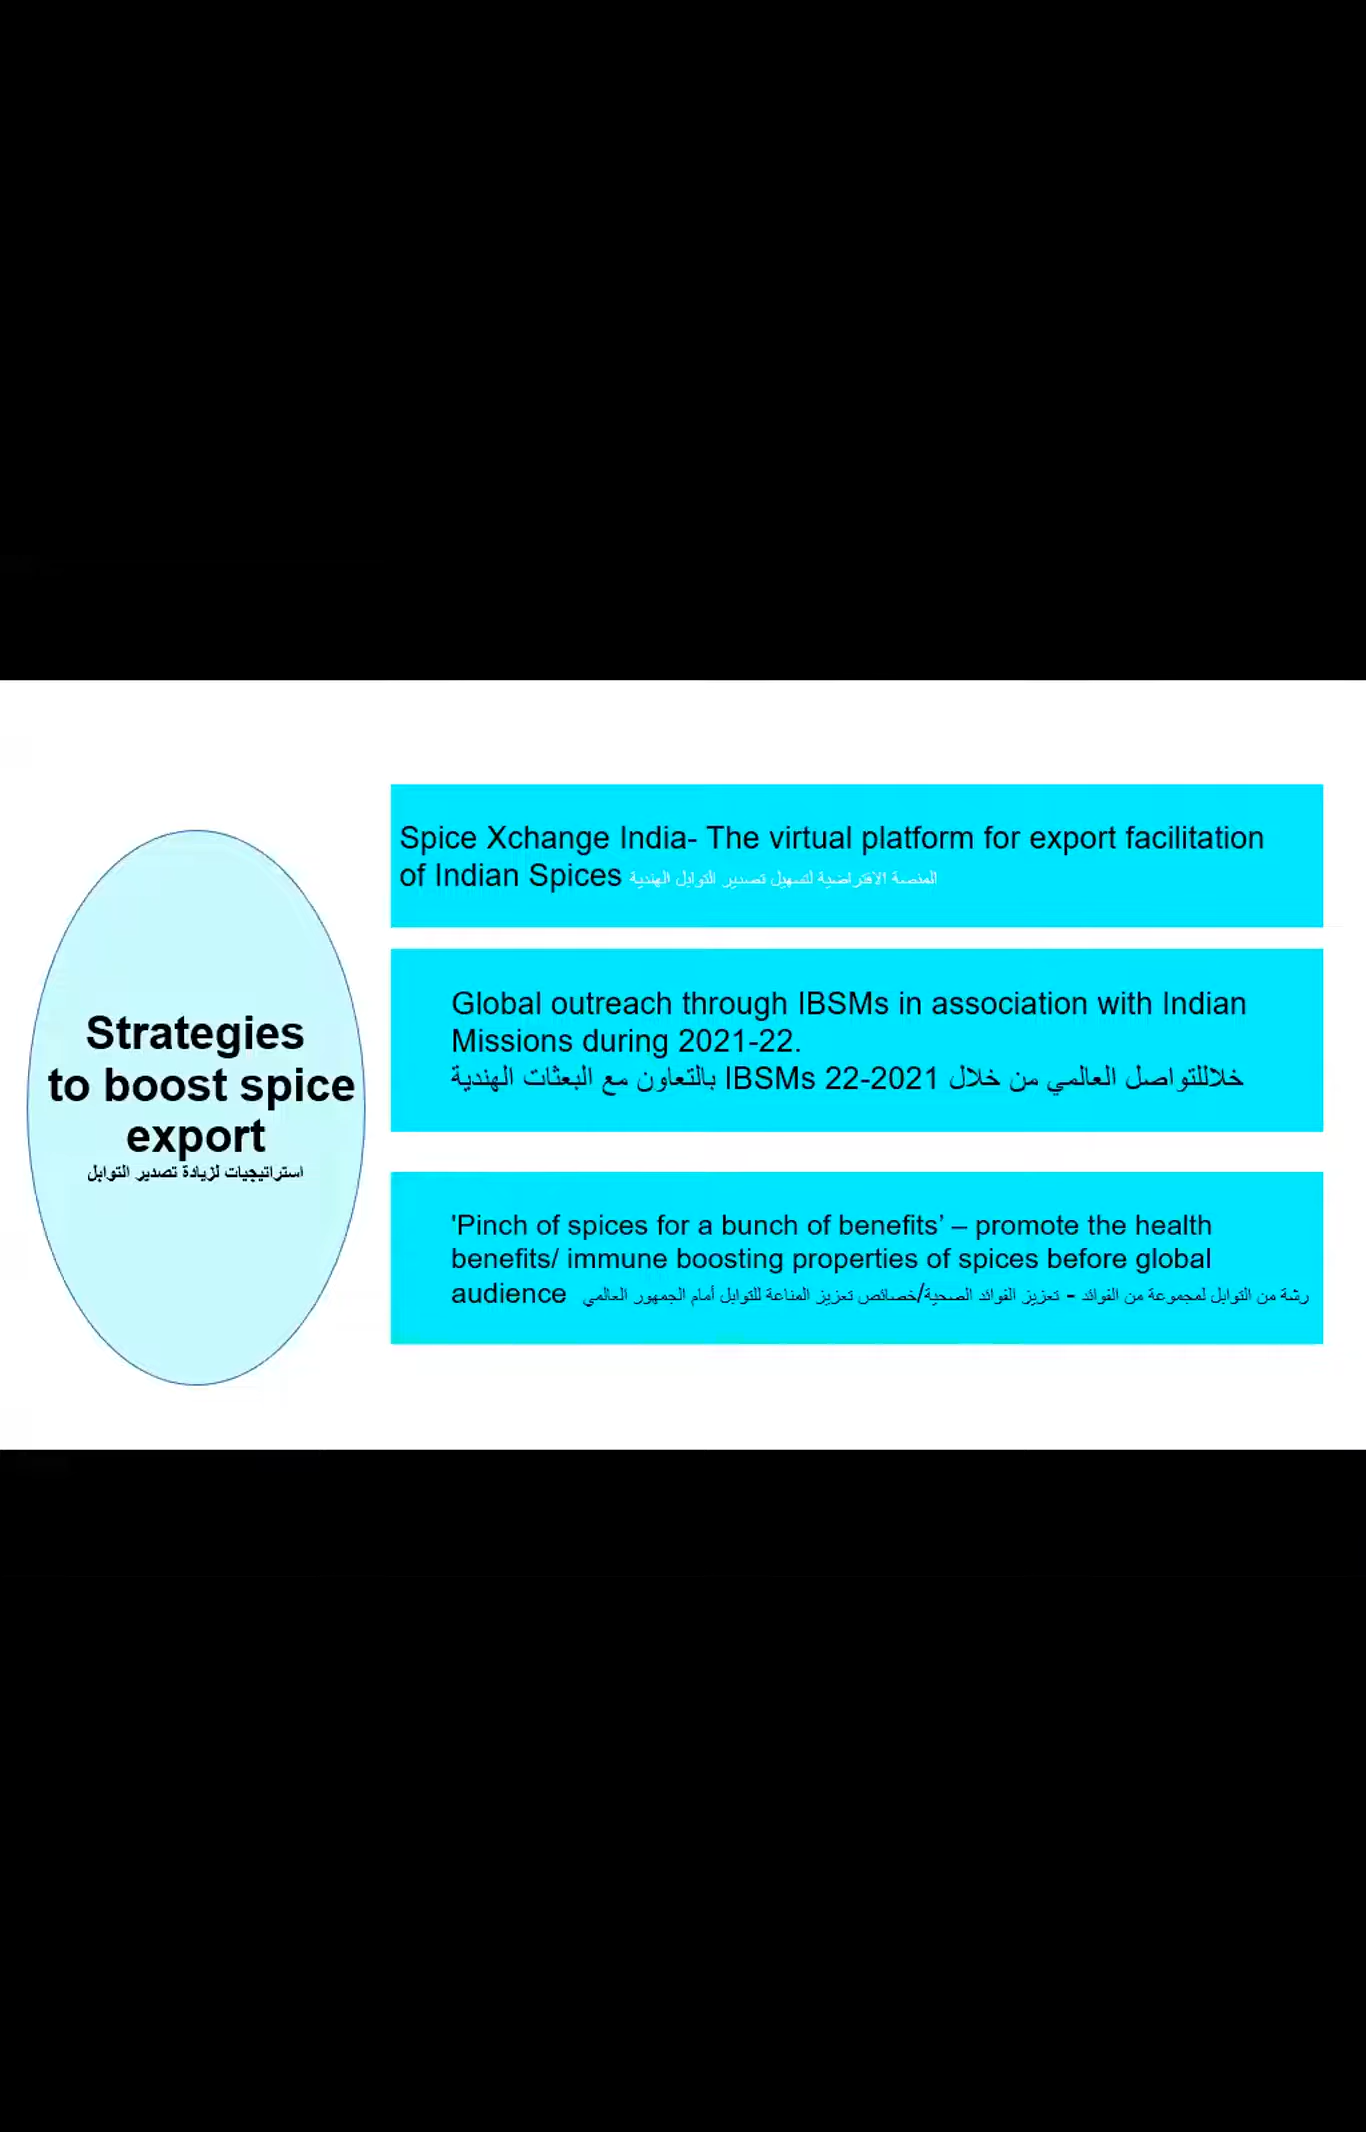 Strategies
to boost spice
export
استراتيجيات لزيادة تصدير التوابل
Spice Xchange India- The virtual platform for export facilitation
of Indian Spices المنصة الافتراضية لتسهيل تصدير التوابل الهندية
Global outreach through IBSMs in association with Indian
Missions during 2021-22.
خلاللتواصل العالمي من خلال IBSMs 22-2021 بالتعاون مع البعثات الهندية
'Pinch of spices for a bunch of benefits’ – promote the health
benefits/ immune boosting properties of spices before global
audience رشة من التوابل لمجموعة من الفوائد - تعزيز الفوائد الصحية/خصائص تعزيز المناعة للتوابل أمام الجمهور العالمي